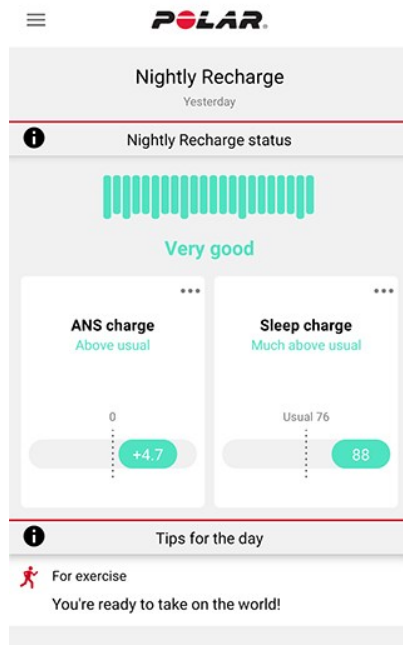 POLAR.
Nightly Recharge
Yesterday
Nightly Recharge status
Very good
ANS charge
Above usual
0
+4.7
Sleep charge
Much above usual
Usual 76
88
Tips for the day
For exercise
You're ready to take on the world!